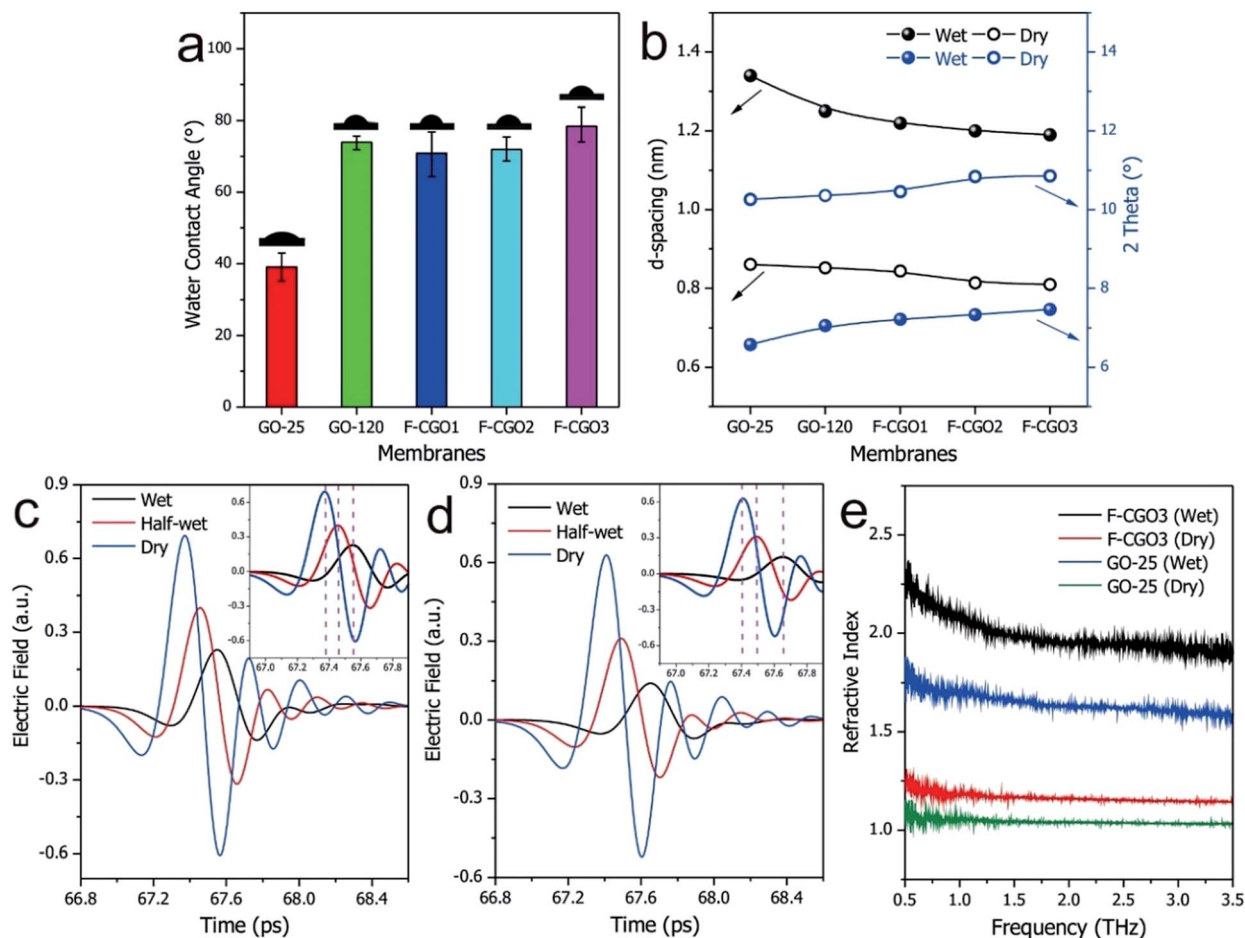 a
100
80
60
40
20
0
Water Contact Angle (°)
GO-25 GO-120 F-CGO1 F-CGO2 F-CGO3
Membranes
b
Wet Dry
Wet Dry
1.4
1.2
1.0
0.8
0.6
d-spacing (nm)
14
12
10
8
6
2 Theta (°)
GO-25 GO-120 F-CGO1 F-CGO2 F-CGO3
Membranes
c
Wet
Half-wet
Dry
0.9
0.6
0.3
0.0
-0.3
-0.6
Electric Field (a.u.)
66.8 67.2 67.6 68.0 68.4
Time (ps)
0.6
0.3
0.0
-0.3
-0.6
67.0 67.2 67.4 67.6 67.8
d
Wet
Half-wet
Dry
0.9
0.6
0.3
0.0
-0.3
-0.6
Electric Field (a.u.)
66.8 67.2 67.6 68.0 68.4
Time (ps)
0.6
0.3
0.0
-0.3
-0.6
67.0 67.2 67.4 67.6 67.8
e
F-CGO3 (Wet)
F-CGO3 (Dry)
GO-25 (Wet)
GO-25 (Dry)
2.5
2.0
1.5
1.0
Refractive Index
0.5 1.0 1.5 2.0 2.5 3.0 3.5
Frequency (THz)